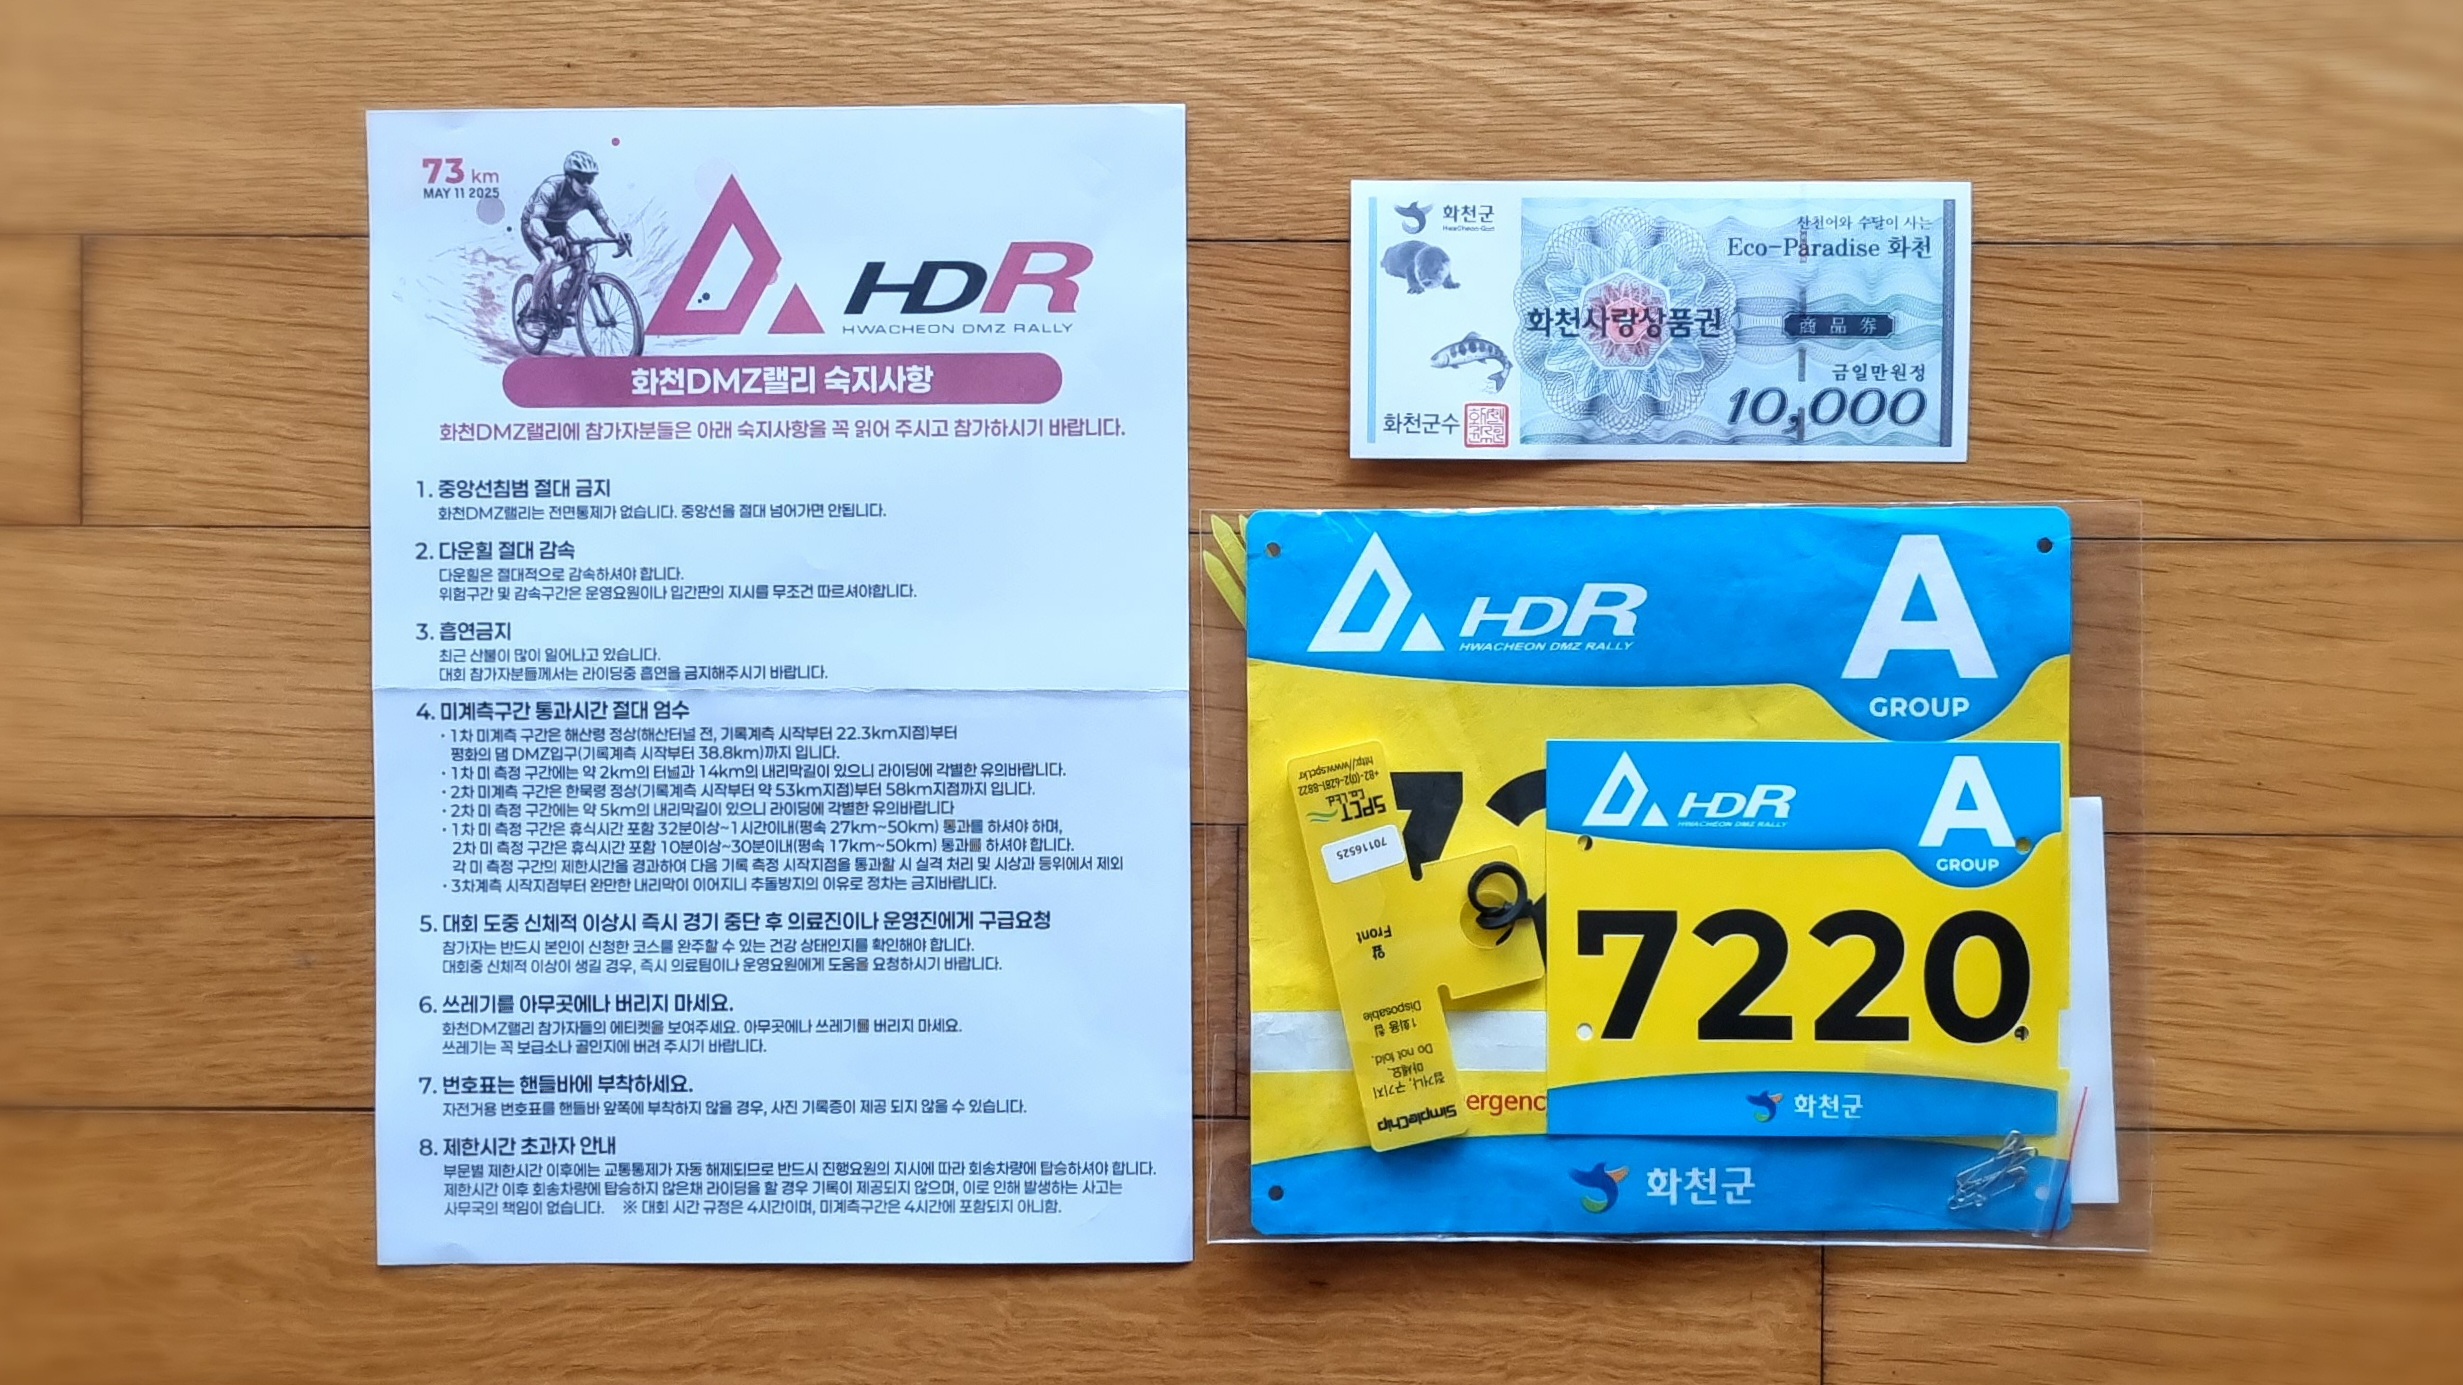 73 km
MAY 11 2025
HDR
HWACHEON DMZ RALLY
화천DMZ랠리 숙지사항
화천DMZ랠리에 참가자분들은 아래 숙지사항을 꼭 읽어 주시고 참가하시기 바랍니다.
1. 중앙선침범 절대 금지
화천DMZ랠리는 전면통제가 없습니다. 중앙선을 절대 넘어가면 안됩니다.
2. 다운힐 절대 감속
다운힐은 절대적으로 감속하셔야 합니다.
위험구간 및 감속구간은 운영요원이나 입간판의 지시를 무조건 따르셔야합니다.
3. 흡연금지
최근 산불이 많이 일어나고 있습니다.
대회 참가자분들께서는 라이딩중 흡연을 금지해주시기 바랍니다.
4. 미계측구간 통과시간 절대 엄수
· 1차 미계측 구간은 해산령 정상(해산터널 전, 기록계측 시작부터 22.3km지점)부터
평화의 댐 DMZ입구(기록계측 시작부터 38.8km)까지 입니다.
· 1차 미 측정 구간에는 약 2km의 터널과 14km의 내리막길이 있으니 라이딩에 각별한 유의바랍니다.
· 2차 미계측 구간은 한묵령 정상(기록계측 시작부터 약 53km지점)부터 58km지점까지 입니다.
· 2차 미 측정 구간에는 약 5km의 내리막길이 있으니 라이딩에 각별한 유의바랍니다
· 1차 미 측정 구간은 휴식시간 포함 32분이상~1시간이내(평속 27km~50km) 통과를 하셔야 하며,
2차 미 측정 구간은 휴식시간 포함 10분이상~30분이내(평속 17km~50km) 통과를 하셔야 합니다.
각 미 측정 구간의 제한시간을 경과하여 다음 기록 측정 시작지점을 통과할 시 실격 처리 및 시상과 등위에서 제외
· 3차계측 시작지점부터 완만한 내리막이 이어지니 추돌방지의 이유로 정차는 금지바랍니다.
5. 대회 도중 신체적 이상시 즉시 경기 중단 후 의료진이나 운영진에게 구급요청
참가자는 반드시 본인이 신청한 코스를 완주할 수 있는 건강 상태인지를 확인해야 합니다.
대회중 신체적 이상이 생길 경우, 즉시 의료팀이나 운영요원에게 도움을 요청하시기 바랍니다.
6. 쓰레기를 아무곳에나 버리지 마세요.
화천DMZ랠리 참가자들의 에티켓을 보여주세요. 아무곳에나 쓰레기를 버리지 마세요.
쓰레기는 꼭 보급소나 골인지에 버려 주시기 바랍니다.
7. 번호표는 핸들바에 부착하세요.
자전거용 번호표를 핸들바 앞쪽에 부착하지 않을 경우, 사진 기록증이 제공 되지 않을 수 있습니다.
8. 제한시간 초과자 안내
부문별 제한시간 이후에는 교통통제가 자동 해제되므로 반드시 진행요원의 지시에 따라 회송차량에 탑승하셔야 합니다.
제한시간 이후 회송차량에 탑승하지 않은채 라이딩을 할 경우 기록이 제공되지 않으며, 이로 인해 발생하는 사고는
사무국의 책임이 없습니다. ※ 대회 시간 규정은 4시간이며, 미계측구간은 4시간에 포함되지 아니함.
화천군
HwaCheon-Gun
산천어와 수달이 사는
Eco-Paradise 화천
화천사랑상품권
商品券
금일만원정
10,000
화천군수
HDR
HWACHEON DMZ RALLY
A
GROUP
72
ergenc
화천군
HDR
HWACHEON DMZ RALLY
A
GROUP
7220
화천군
SimpleChip
접거나, 구기지
마세요.
Do not fold.
1회용 칩
Disposable
앞
Front
70116525
SPCT
Co., Ltd.
+82-(0)2-6281-8822
http://www.spct.kr